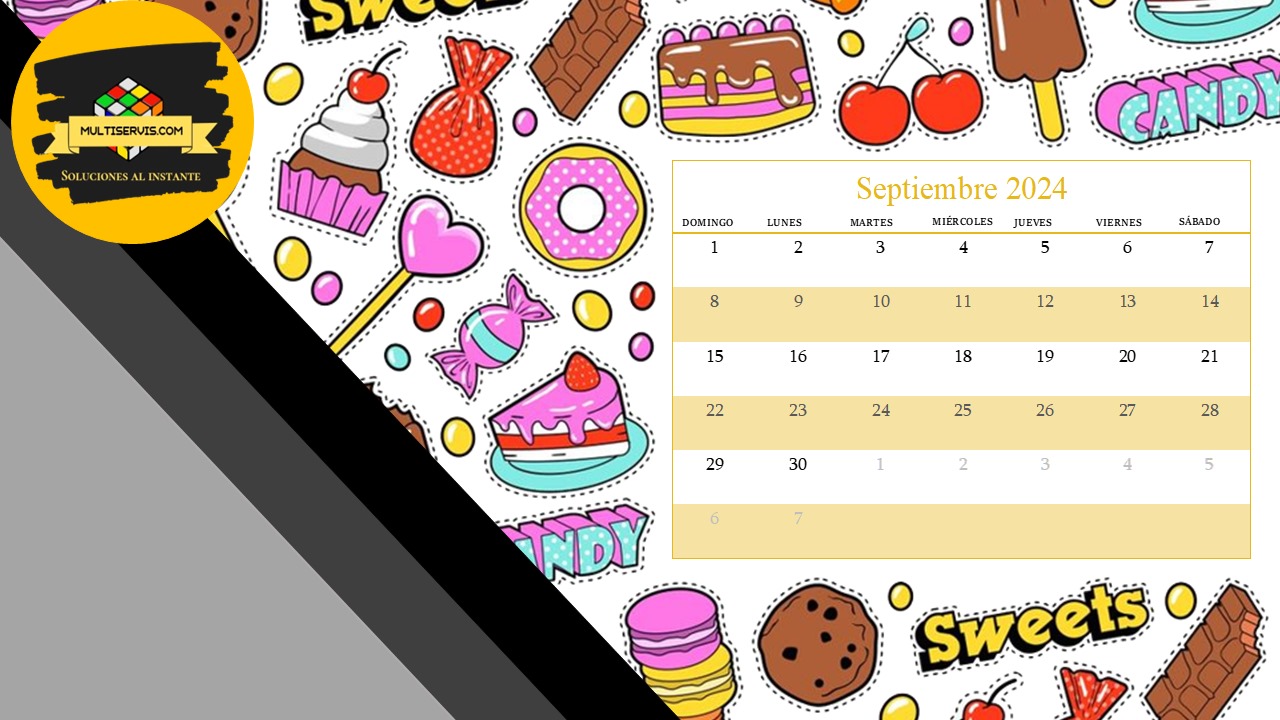 Sweets
CANDY
MULTISERVIS.COM
SOLUCIONES AL INSTANTE
Septiembre 2024
DOMINGO LUNES MARTES MIÉRCOLES JUEVES VIERNES SÁBADO
1 2 3 4 5 6 7
8 9 10 11 12 13 14
15 16 17 18 19 20 21
22 23 24 25 26 27 28
29 30 1 2 3 4 5
6 7
ANDY
Sweets